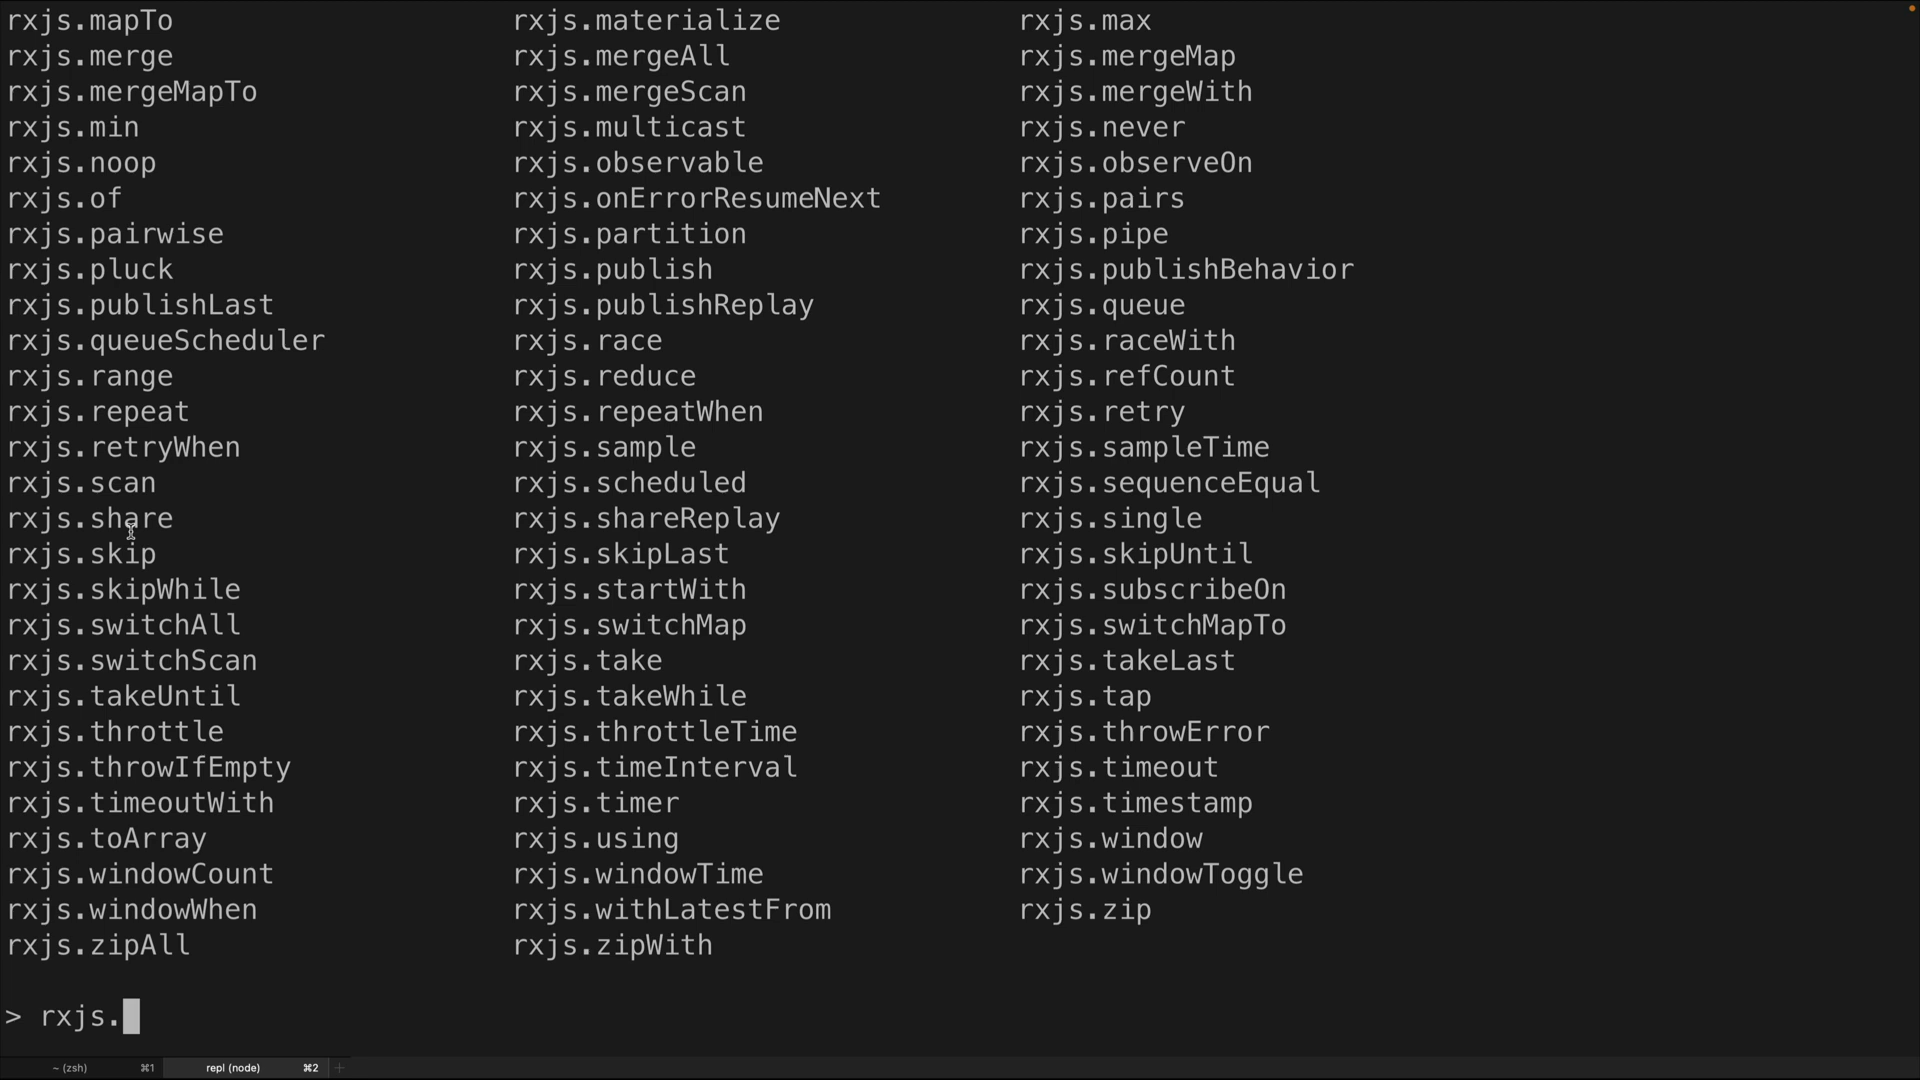 rxjs.mapTo rxjs.materialize rxjs.max
rxjs.merge rxjs.mergeAll rxjs.mergeMap
rxjs.mergeMapTo rxjs.mergeScan rxjs.mergeWith
rxjs.min rxjs.multicast rxjs.never
rxjs.noop rxjs.observable rxjs.observeOn
rxjs.of rxjs.onErrorResumeNext rxjs.pairs
rxjs.pairwise rxjs.partition rxjs.pipe
rxjs.pluck rxjs.publish rxjs.publishBehavior
rxjs.publishLast rxjs.publishReplay rxjs.queue
rxjs.queueScheduler rxjs.race rxjs.raceWith
rxjs.range rxjs.reduce rxjs.refCount
rxjs.repeat rxjs.repeatWhen rxjs.retry
rxjs.retryWhen rxjs.sample rxjs.sampleTime
rxjs.scan rxjs.scheduled rxjs.sequenceEqual
rxjs.share rxjs.shareReplay rxjs.single
rxjs.skip rxjs.skipLast rxjs.skipUntil
rxjs.skipWhile rxjs.startWith rxjs.subscribeOn
rxjs.switchAll rxjs.switchMap rxjs.switchMapTo
rxjs.switchScan rxjs.take rxjs.takeLast
rxjs.takeUntil rxjs.takeWhile rxjs.tap
rxjs.throttle rxjs.throttleTime rxjs.throwError
rxjs.throwIfEmpty rxjs.timeInterval rxjs.timeout
rxjs.timeoutWith rxjs.timer rxjs.timestamp
rxjs.toArray rxjs.using rxjs.window
rxjs.windowCount rxjs.windowTime rxjs.windowToggle
rxjs.windowWhen rxjs.withLatestFrom rxjs.zip
rxjs.zipAll rxjs.zipWith
> rxjs.
~ (zsh) ⌘1 repl (node) ⌘2 +